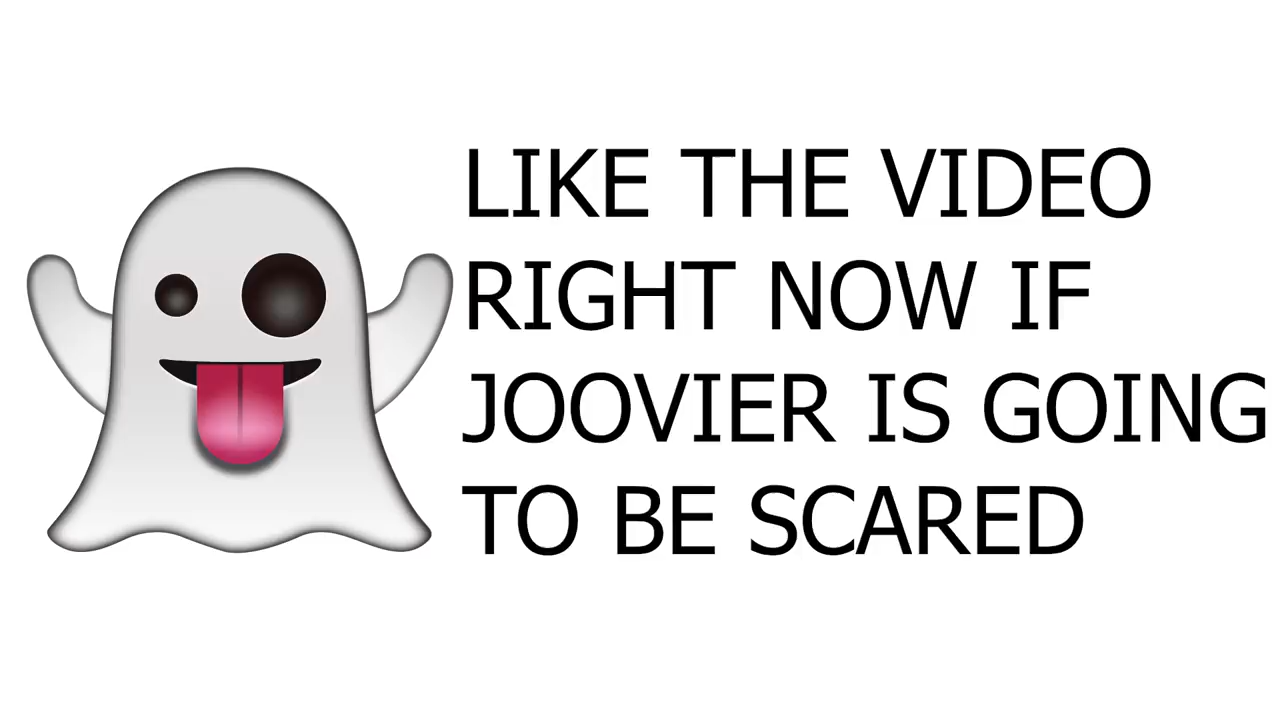 LIKE THE VIDEO
RIGHT NOW IF
JOOVIER IS GOING
TO BE SCARED